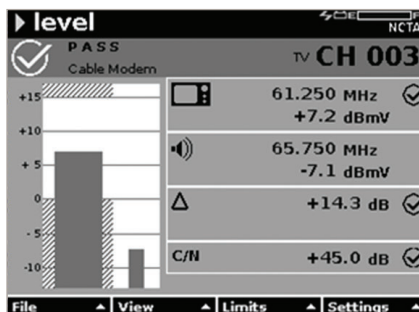 level
E F
NCTA
PASS
Cable Modem
TV CH 003
+15
+10
+5
0
-5
-10
61.250 MHz
+7.2 dBmV
65.750 MHz
-7.1 dBmV
Δ +14.3 dB
C/N +45.0 dB
File View Limits Settings